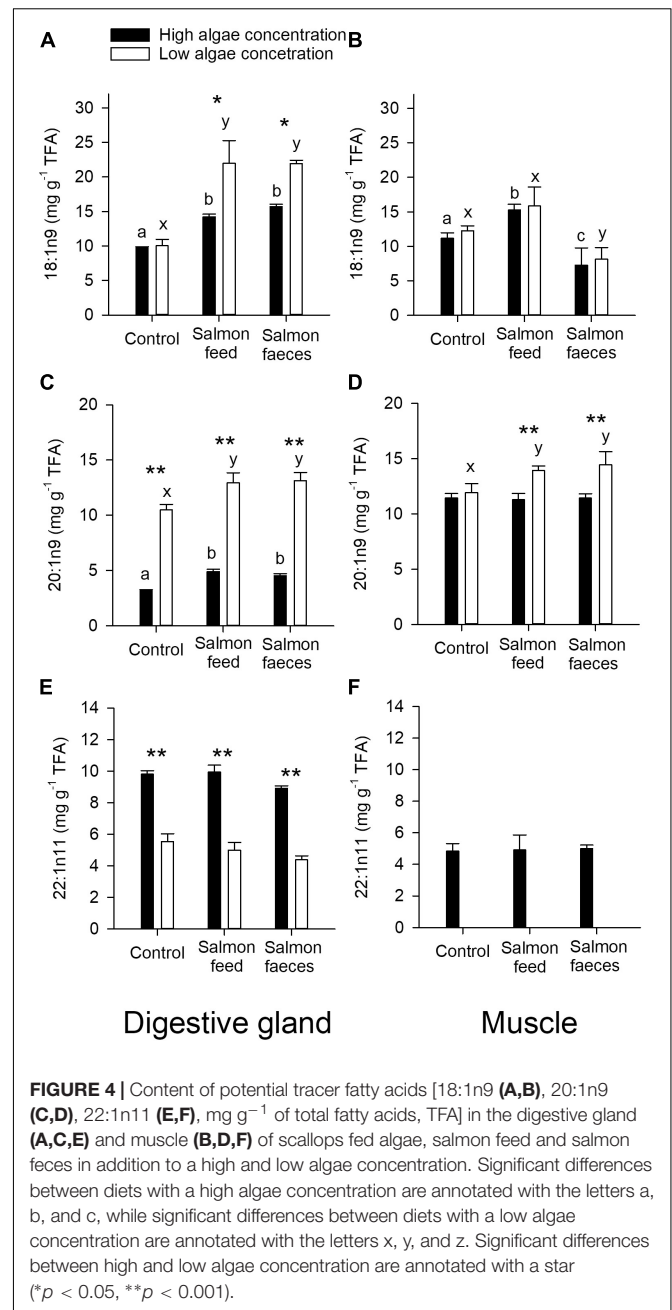 A
High algae concentration
B
Low algae concetration
18:1n9 (mg g-1 TFA)
30
25
20
15
10
5
0
a
x
b
*
y
b
*
y
Control
Salmon
feed
Salmon
faeces
18:1n9 (mg g-1 TFA)
30
25
20
15
10
5
0
a
x
b
x
c
y
Control
Salmon
feed
Salmon
faeces
C
20:1n9 (mg g-1 TFA)
20
15
10
5
0
**
a
x
**
b
y
**
b
y
Control
Salmon
feed
Salmon
faeces
D
20:1n9 (mg g-1 TFA)
20
15
10
5
0
x
**
y
**
y
Control
Salmon
feed
Salmon
faeces
E
22:1n11 (mg g-1 TFA)
14
12
10
8
6
4
2
0
**
**
**
Control
Salmon
feed
Salmon
faeces
F
22:1n11 (mg g-1 TFA)
14
12
10
8
6
4
2
0
Control
Salmon
feed
Salmon
faeces
Digestive gland
Muscle
FIGURE 4 | Content of potential tracer fatty acids [18:1n9 (A,B), 20:1n9
(C,D), 22:1n11 (E,F), mg g−1 of total fatty acids, TFA] in the digestive gland
(A,C,E) and muscle (B,D,F) of scallops fed algae, salmon feed and salmon
feces in addition to a high and low algae concentration. Significant differences
between diets with a high algae concentration are annotated with the letters a,
b, and c, while significant differences between diets with a low algae
concentration are annotated with the letters x, y, and z. Significant differences
between high and low algae concentration are annotated with a star
(*p < 0.05, **p < 0.001).